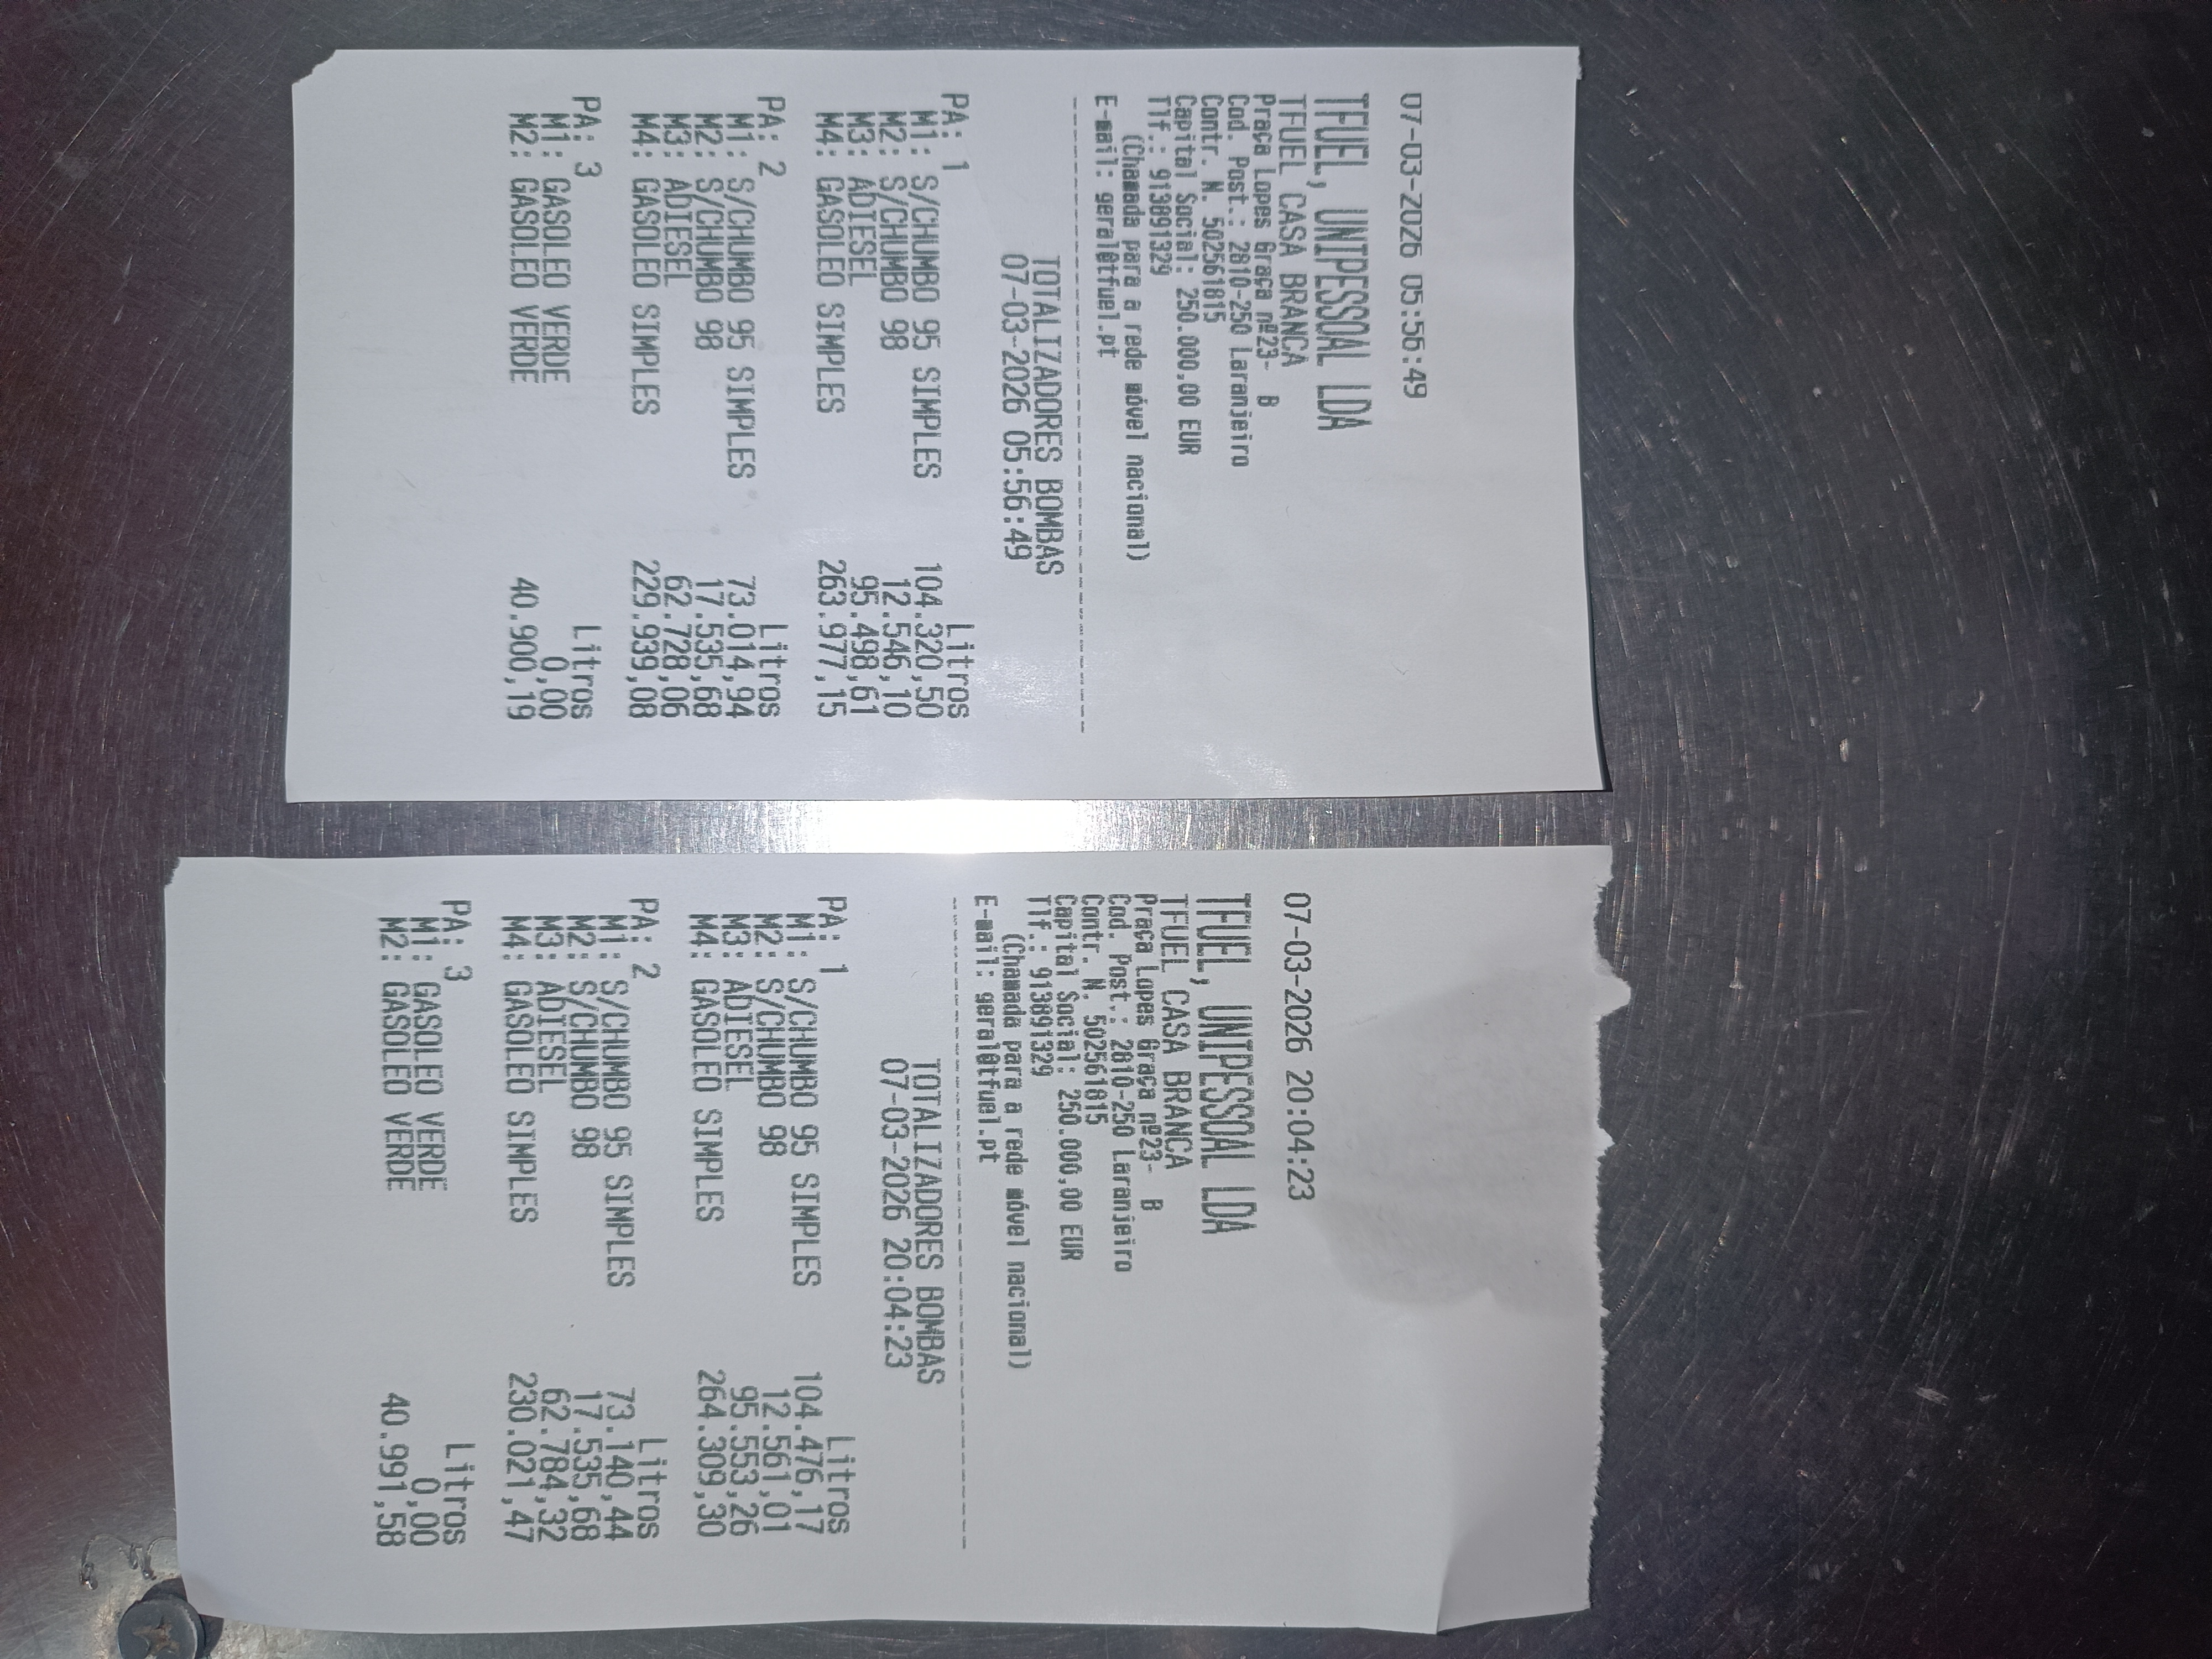 07-03-2026 05:56:49
TFUEL, UNIPESSOAL LDA
TFUEL CASA BRANCA
Praça Lopes Graça nº23- B
Cod. Post.: 2810-250 Laranjeiro
Contr. N. 502561815
Capital Social: 250.000,00 EUR
Tlf.: 913891329
(Chamada para a rede móvel nacional)
E-mail: geral@tfuel.pt
TOTALIZADORES BOMBAS
07-03-2026 05:56:49
PA: 1 Litros
M1: S/CHUMBO 95 SIMPLES 104.320,50
M2: S/CHUMBO 98 12.546,10
M3: ADIESEL 95.498,61
M4: GASOLEO SIMPLES 263.977,15
PA: 2 Litros
M1: S/CHUMBO 95 SIMPLES 73.014,94
M2: S/CHUMBO 98 17.535,68
M3: ADIESEL 62.728,06
M4: GASOLEO SIMPLES 229.939,08
PA: 3 Litros
M1: GASOLEO VERDE 0,00
M2: GASOLEO VERDE 40.900,19
07-03-2026 20:04:23
TFUEL, UNIPESSOAL LDA
TFUEL CASA BRANCA
Praça Lopes Graça nº23- B
Cod. Post.: 2810-250 Laranjeiro
Contr. N. 502561815
Capital Social: 250.000,00 EUR
Tlf.: 913891329
(Chamada para a rede móvel nacional)
E-mail: geral@tfuel.pt
TOTALIZADORES BOMBAS
07-03-2026 20:04:23
PA: 1 Litros
M1: S/CHUMBO 95 SIMPLES 104.476,17
M2: S/CHUMBO 98 12.561,01
M3: ADIESEL 95.553,26
M4: GASOLEO SIMPLES 264.309,30
PA: 2 Litros
M1: S/CHUMBO 95 SIMPLES 73.140,44
M2: S/CHUMBO 98 17.535,68
M3: ADIESEL 62.784,32
M4: GASOLEO SIMPLES 230.021,47
PA: 3 Litros
M1: GASOLEO VERDE 0,00
M2: GASOLEO VERDE 40.991,58